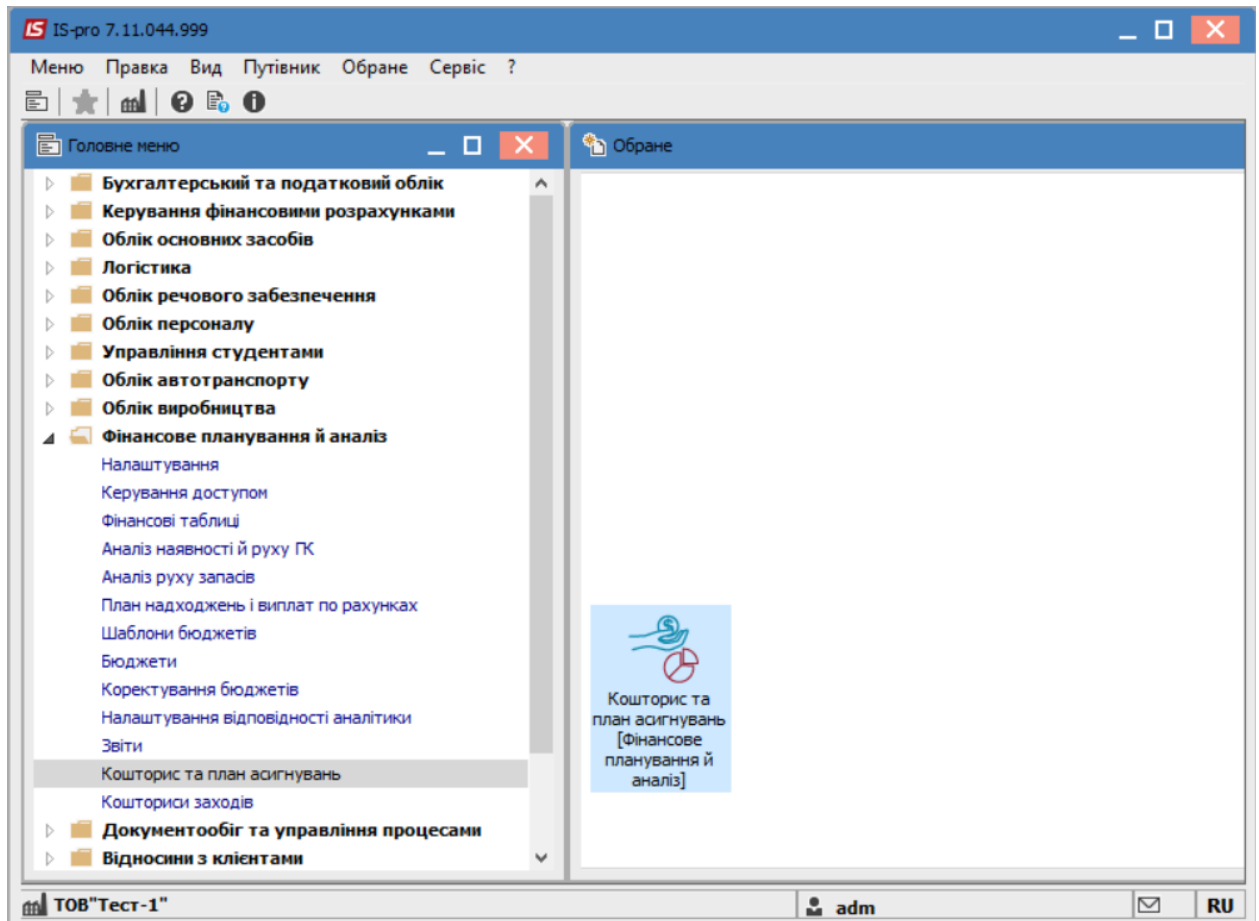 IS IS-pro 7.11.044.999
Меню Правка Вид Путівник Обране Сервіс ?
Головне меню
Бухгалтерський та податковий облік
Керування фінансовими розрахунками
Облік основних засобів
Логістика
Облік речового забезпечення
Облік персоналу
Управління студентами
Облік автотранспорту
Облік виробництва
Фінансове планування й аналіз
Налаштування
Керування доступом
Фінансові таблиці
Аналіз наявності й руху ГК
Аналіз руху запасів
План надходжень і виплат по рахунках
Шаблони бюджетів
Бюджети
Коректування бюджетів
Налаштування відповідності аналітики
Звіти
Кошторис та план асигнувань
Кошториси заходів
Документообіг та управління процесами
Відносини з клієнтами
Обране
Кошторис та
план асигнувань
[Фінансове
планування й
аналіз]
ТОВ"Тест-1"
adm
RU